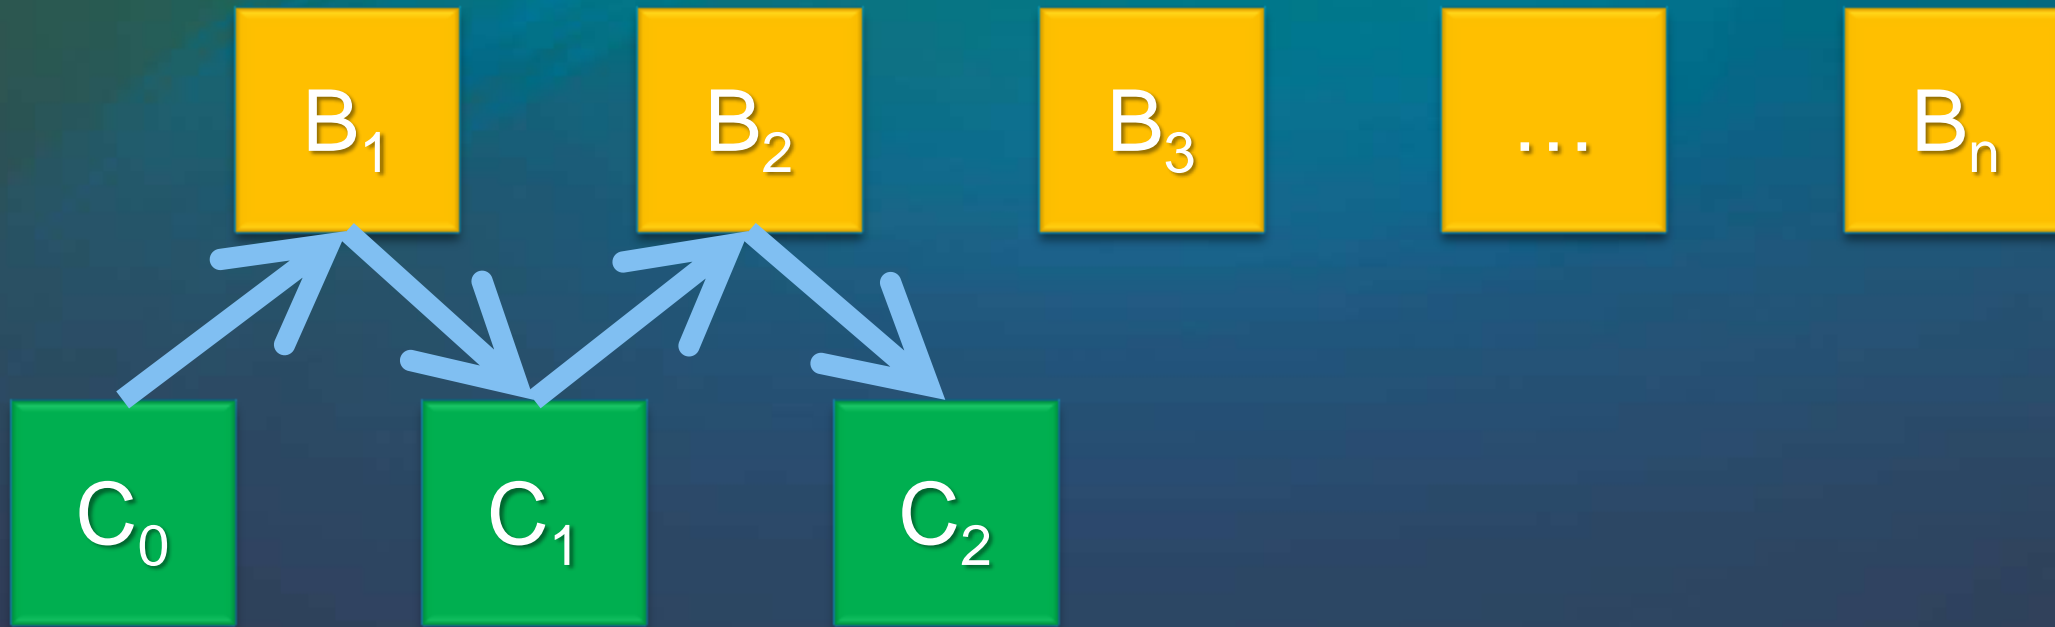 B₁ B₂ B₃ ... Bₙ
C₀ C₁ C₂